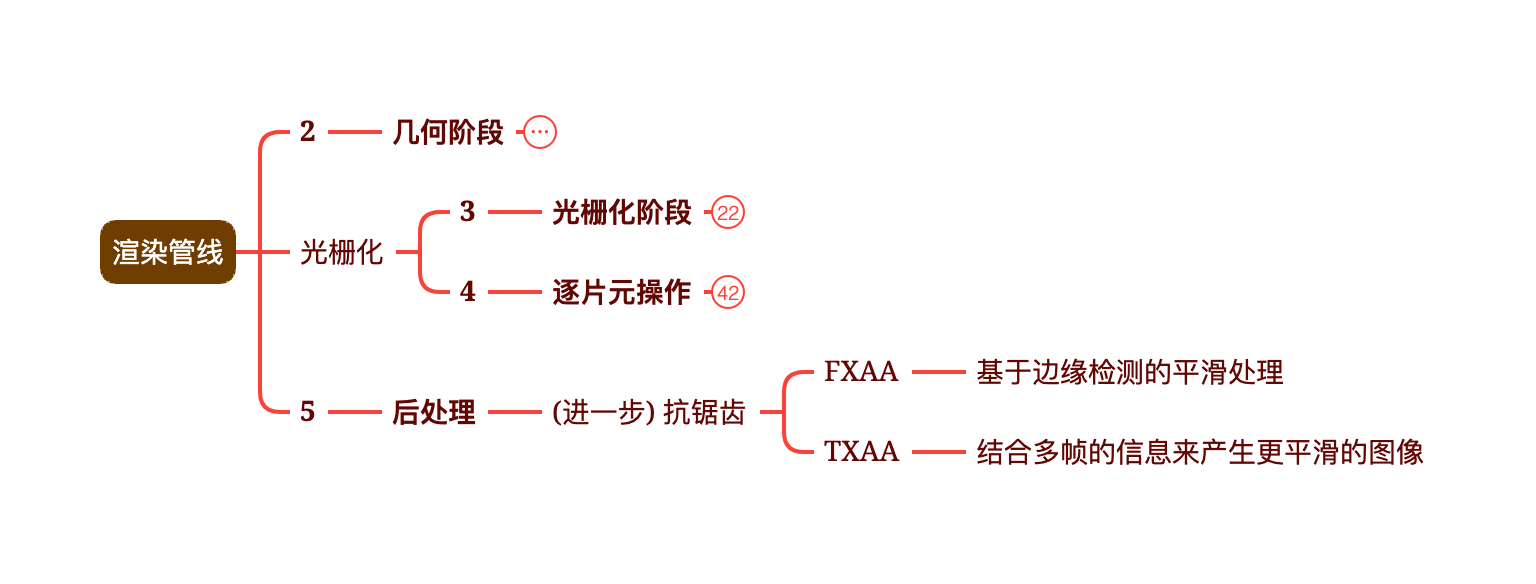 渲染管线
2
几何阶段
...
光栅化
3
光栅化阶段
22
4
逐片元操作
42
5
后处理
(进一步) 抗锯齿
FXAA
基于边缘检测的平滑处理
TXAA
结合多帧的信息来产生更平滑的图像